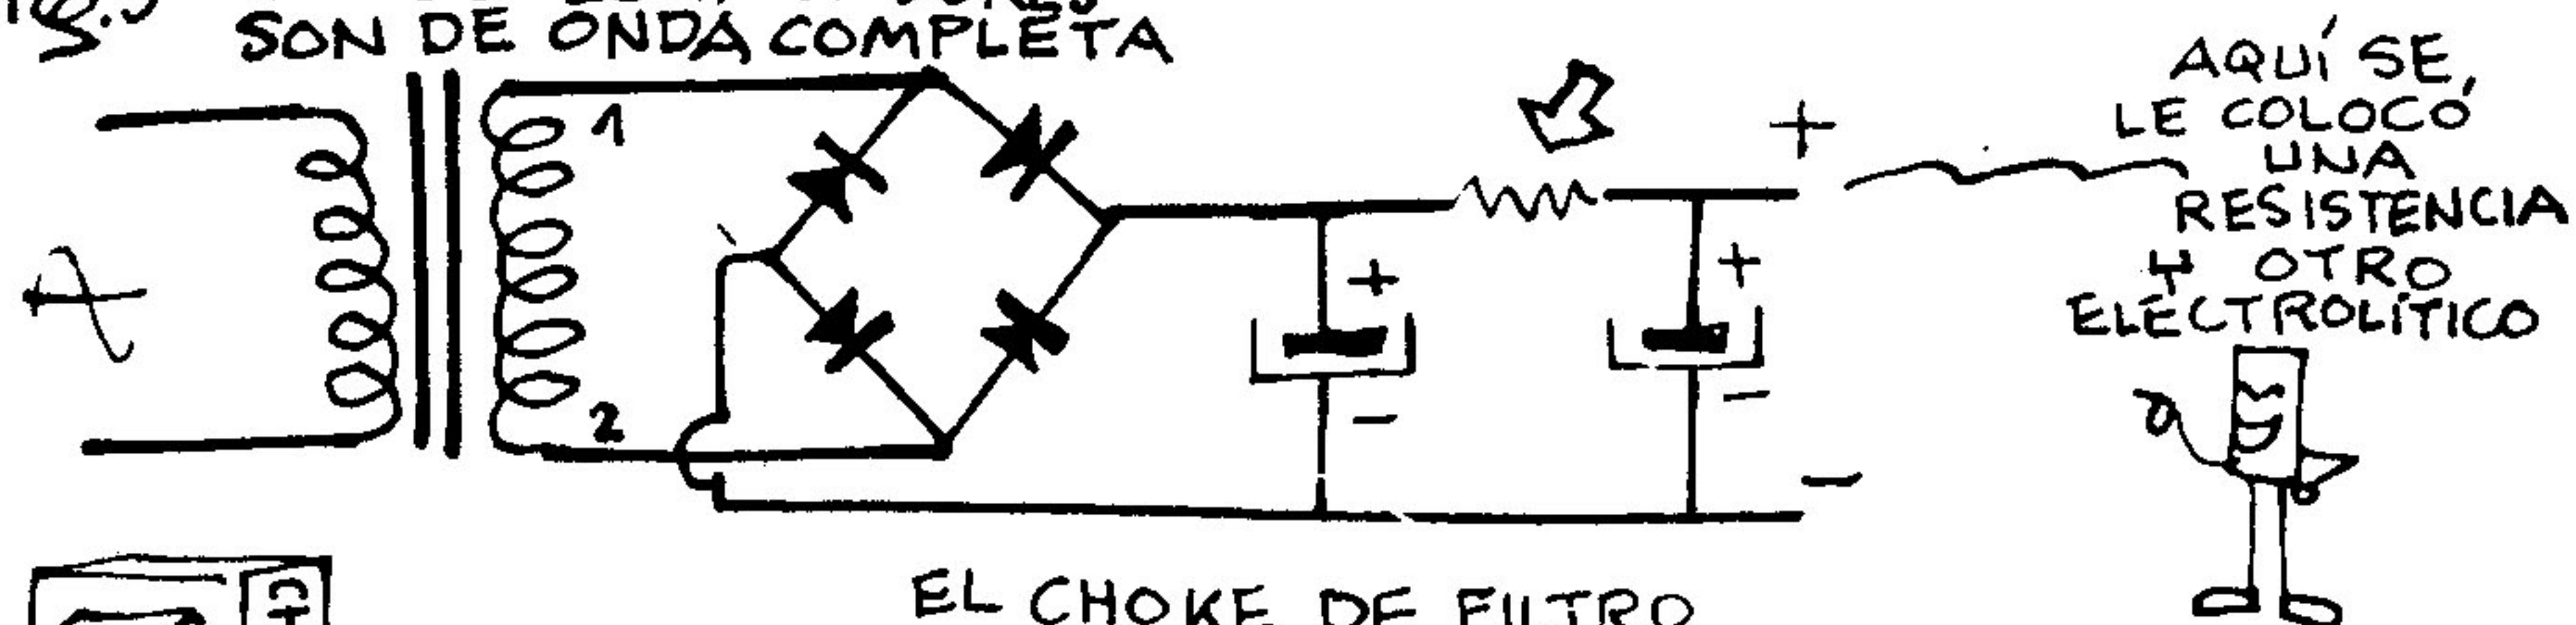 SON DE ONDA COMPLETA
1
2
+
+
-
+
-
-
AQUÍ SE,
LE COLOCÓ
UNA
RESISTENCIA
Y OTRO
ELECTROLÍTICO
EL CHOKE DE FILTRO